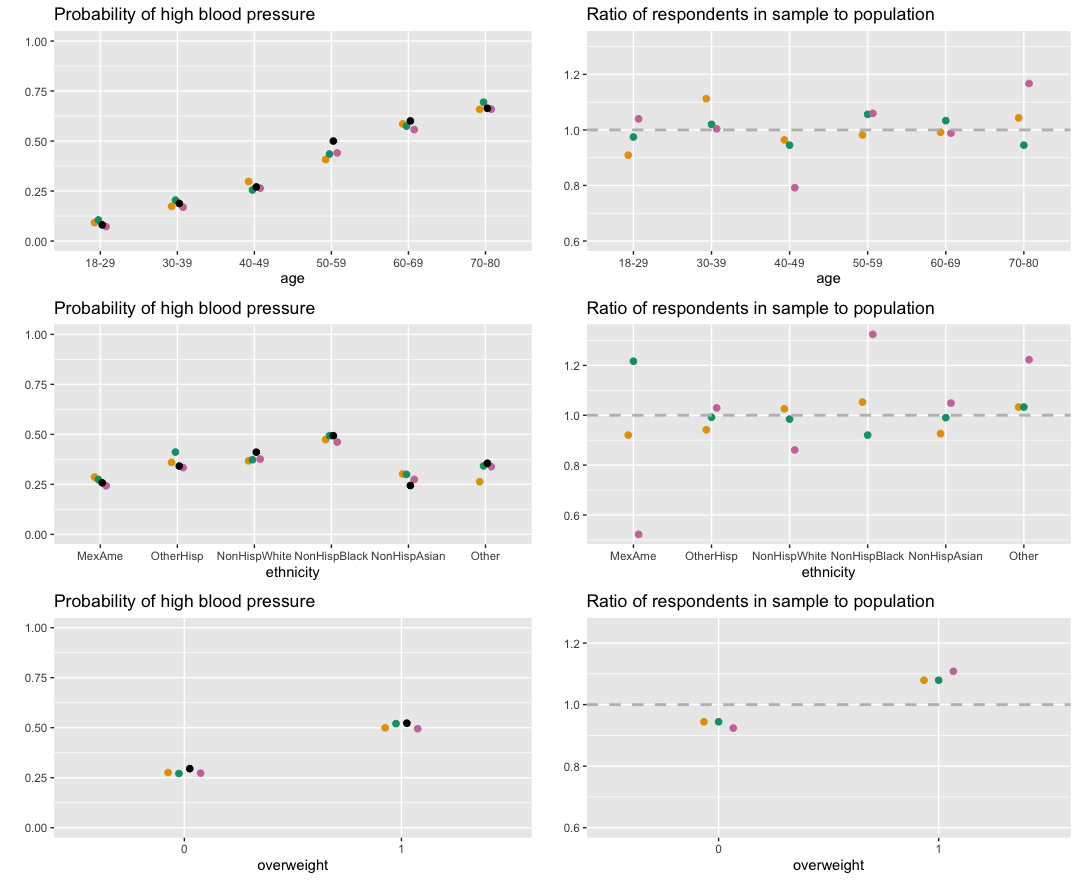 Probability of high blood pressure
1.00
0.75
0.50
0.25
0.00
18-29 30-39 40-49 50-59 60-69 70-80
age
Ratio of respondents in sample to population
1.2
1.0
0.8
0.6
18-29 30-39 40-49 50-59 60-69 70-80
age
Probability of high blood pressure
1.00
0.75
0.50
0.25
0.00
MexAme OtherHisp NonHispWhite NonHispBlack NonHispAsian Other
ethnicity
Ratio of respondents in sample to population
1.2
1.0
0.8
0.6
MexAme OtherHisp NonHispWhite NonHispBlack NonHispAsian Other
ethnicity
Probability of high blood pressure
1.00
0.75
0.50
0.25
0.00
0 1
overweight
Ratio of respondents in sample to population
1.2
1.0
0.8
0.6
0 1
overweight